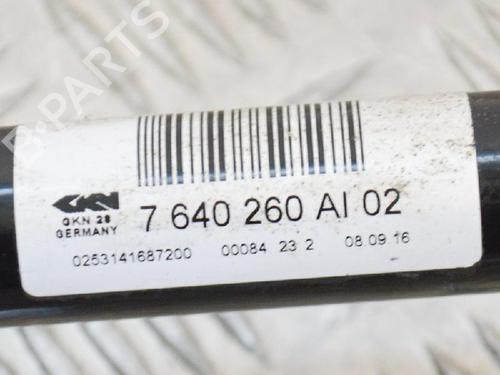 B-PARTS
GKN
GKN 28
GERMANY
7 640 260 AI 02
0253141687200 00084 23 2 08.09.16